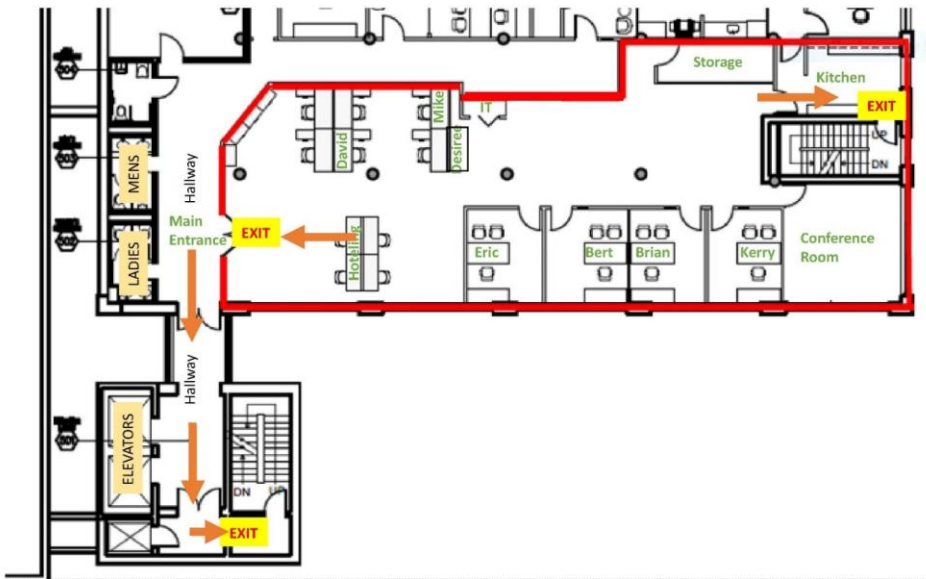 Storage
Kitchen
EXIT
IT
Mike
David
Desiree
UP
DN
MENS
Hallway
Main
Entrance
EXIT
LADIES
Hoteling
Eric
Bert
Brian
Kerry
Conference
Room
Hallway
ELEVATORS
DN
UP
EXIT